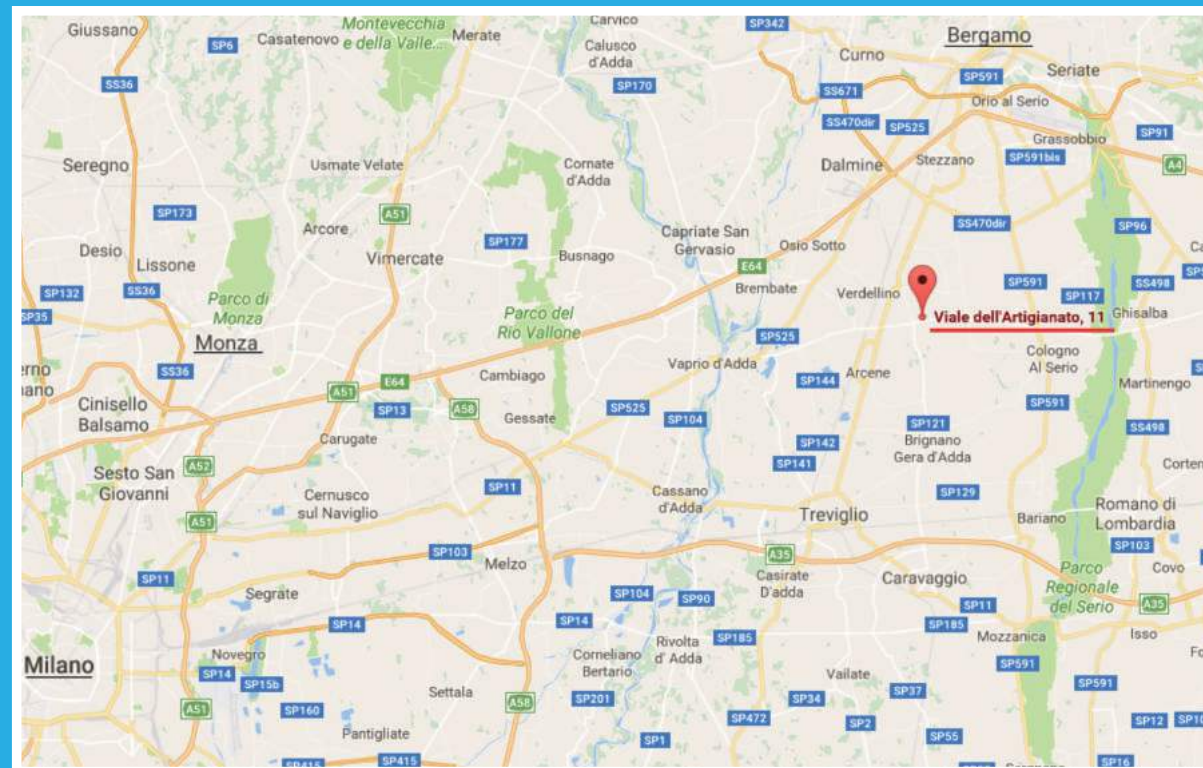 Giussano
SP6
Casatenovo
Montevecchia
e della Valle...
Merate
Carvico
Calusco
d'Adda
SP170
SP342
Curno
Bergamo
SP591
Seriate
SS36
SS671
Orio al Serio
SS470dir
SP525
Grassobbio
SP91
Seregno
Usmate Velate
Cornate
d'Adda
Dalmine
Stezzano
SP591bis
A4
SP173
A51
Arcore
SP177
Capriate San
Gervasio
Osio Sotto
SS470dir
SP96
Desio
Lissone
Vimercate
Busnago
E64
SP132
SS36
Parco di
Monza
Brembate
Verdellino
SP591
SP117
SS498
SP35
Monza
Parco del
Rio Vallone
Viale dell'Artigianato, 11
Ghisalba
SP525
Vaprio d'Adda
Cologno
Al Serio
SS36
E64
A51
SP13
Cambiago
SP144
Arcene
Martinengo
Cinisello
Balsamo
A58
Gessate
SP525
SP104
SP591
Carugate
SP142
SP121
Brignano
Gera d'Adda
SS498
A52
Sesto San
Giovanni
SP141
Cernusco
sul Naviglio
SP11
Cassano
d'Adda
SP129
A51
Treviglio
Bariano
Romano di
Lombardia
SP103
Melzo
A35
SP103
SP11
Segrate
Casirate
D'adda
Caravaggio
Parco
Regionale
del Serio
Covo
SP104
SP90
SP11
A35
SP14
SP14
SP185
SP185
Mozzanica
Isso
Milano
Novegro
Corneliano
Bertario
Rivolta
d' Adda
SP14
SP15b
Vailate
SP591
SP591
Settala
A58
SP201
SP34
SP37
A51
SP160
SP472
SP2
SP12
Pantigliate
SP1
SP55
SP415
SP415
SP16